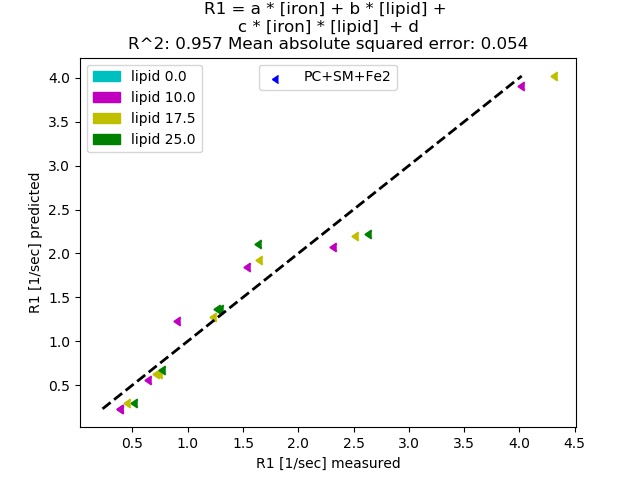 R1 = a * [iron] + b * [lipid] +
c * [iron] * [lipid]  + d
R^2: 0.957 Mean absolute squared error: 0.054
lipid 0.0
lipid 10.0
lipid 17.5
lipid 25.0
PC+SM+Fe2
R1 [1/sec] predicted
4.0
3.5
3.0
2.5
2.0
1.5
1.0
0.5
0.5 1.0 1.5 2.0 2.5 3.0 3.5 4.0 4.5
R1 [1/sec] measured